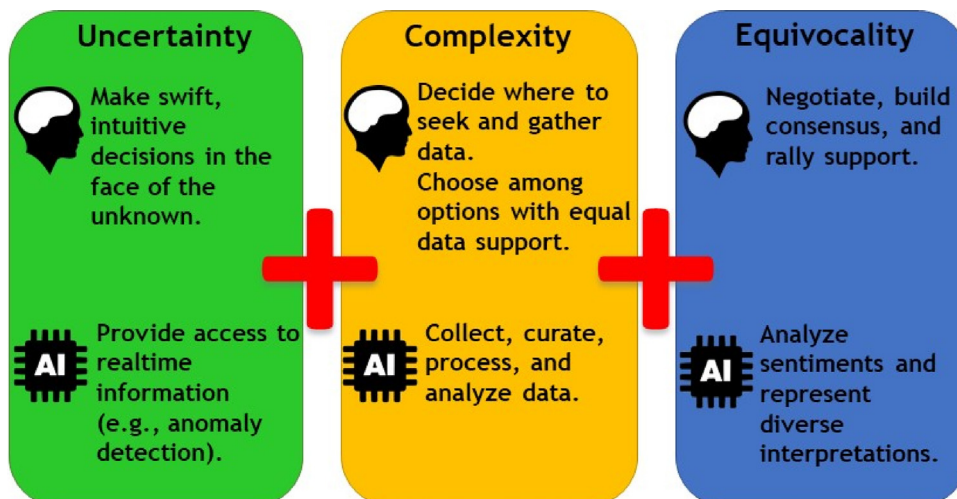 Uncertainty
Make swift,
intuitive
decisions in the
face of the
unknown.
AI
Provide access to
realtime
information
(e.g., anomaly
detection).
Complexity
Decide where to
seek and gather
data.
Choose among
options with equal
data support.
AI
Collect, curate,
process, and
analyze data.
Equivocality
Negotiate, build
consensus, and
rally support.
AI
Analyze
sentiments and
represent
diverse
interpretations.